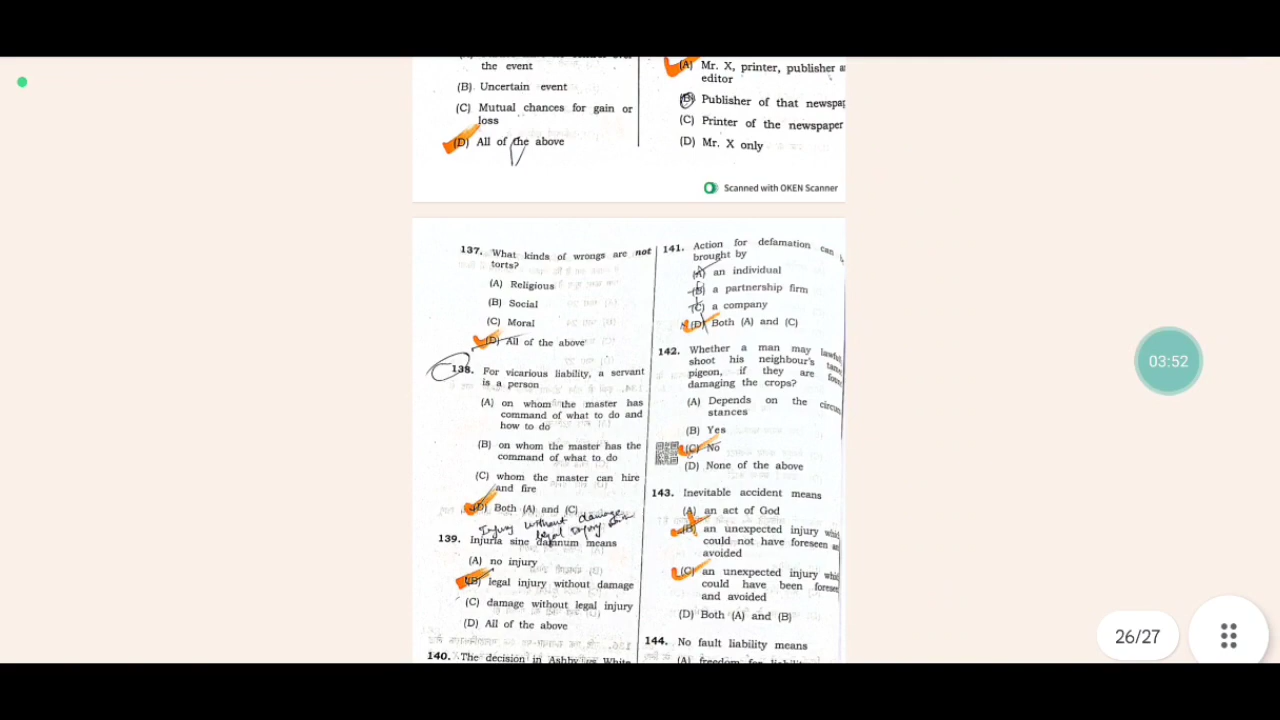 the event
(B) Uncertain event
(C) Mutual chances for gain or
loss
(D) All of the above
(A) Mr. X, printer, publisher
editor
(B) Publisher of that
(C) Printer of the newspaper
(D) Mr. X only
Scanned with OKEN Scanner
137. What kinds of wrongs are not
torts?
(A) Religious
(B) Social
(C) Moral
(D) All of the above
138. For vicarious liability, a servant
is a person
(A) on whom the master has
command of what to do and
how to do
(B) on whom the master has the
command of what to do
(C) whom the master can hire
and fire
(D) Both (A) and (C)
Injury without damage
legal injury
139. Injuria sine damnum means
(A) no injury
(B) legal injury without damage
(C) damage without legal injury
(D) All of the above
140. The decision in Ashby vs White
141. Action for defamation can
brought by
(A) an individual
(B) a partnership firm
(C) a company
(D) Both (A) and (C)
142. Whether a man may
shoot his neighbour's
pigeon, if they are
damaging the crops?
(A) Depends on the
stances
(B) Yes
(C) No
(D) None of the above
143. Inevitable accident means
(A) an act of God
(B) an unexpected injury
could not have foreseen
avoided
(C) an unexpected injury
could have been
and avoided
(D) Both (A) and (B)
144. No fault liability means
(A) freedom
03:52
26/27